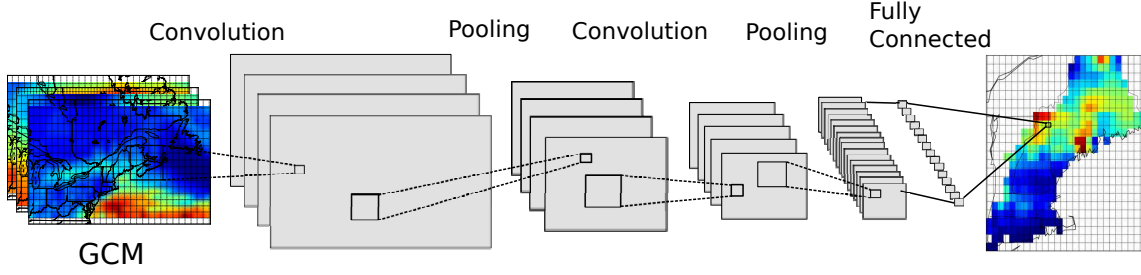 Convolution
Pooling
Convolution
Pooling
Fully
Connected
GCM